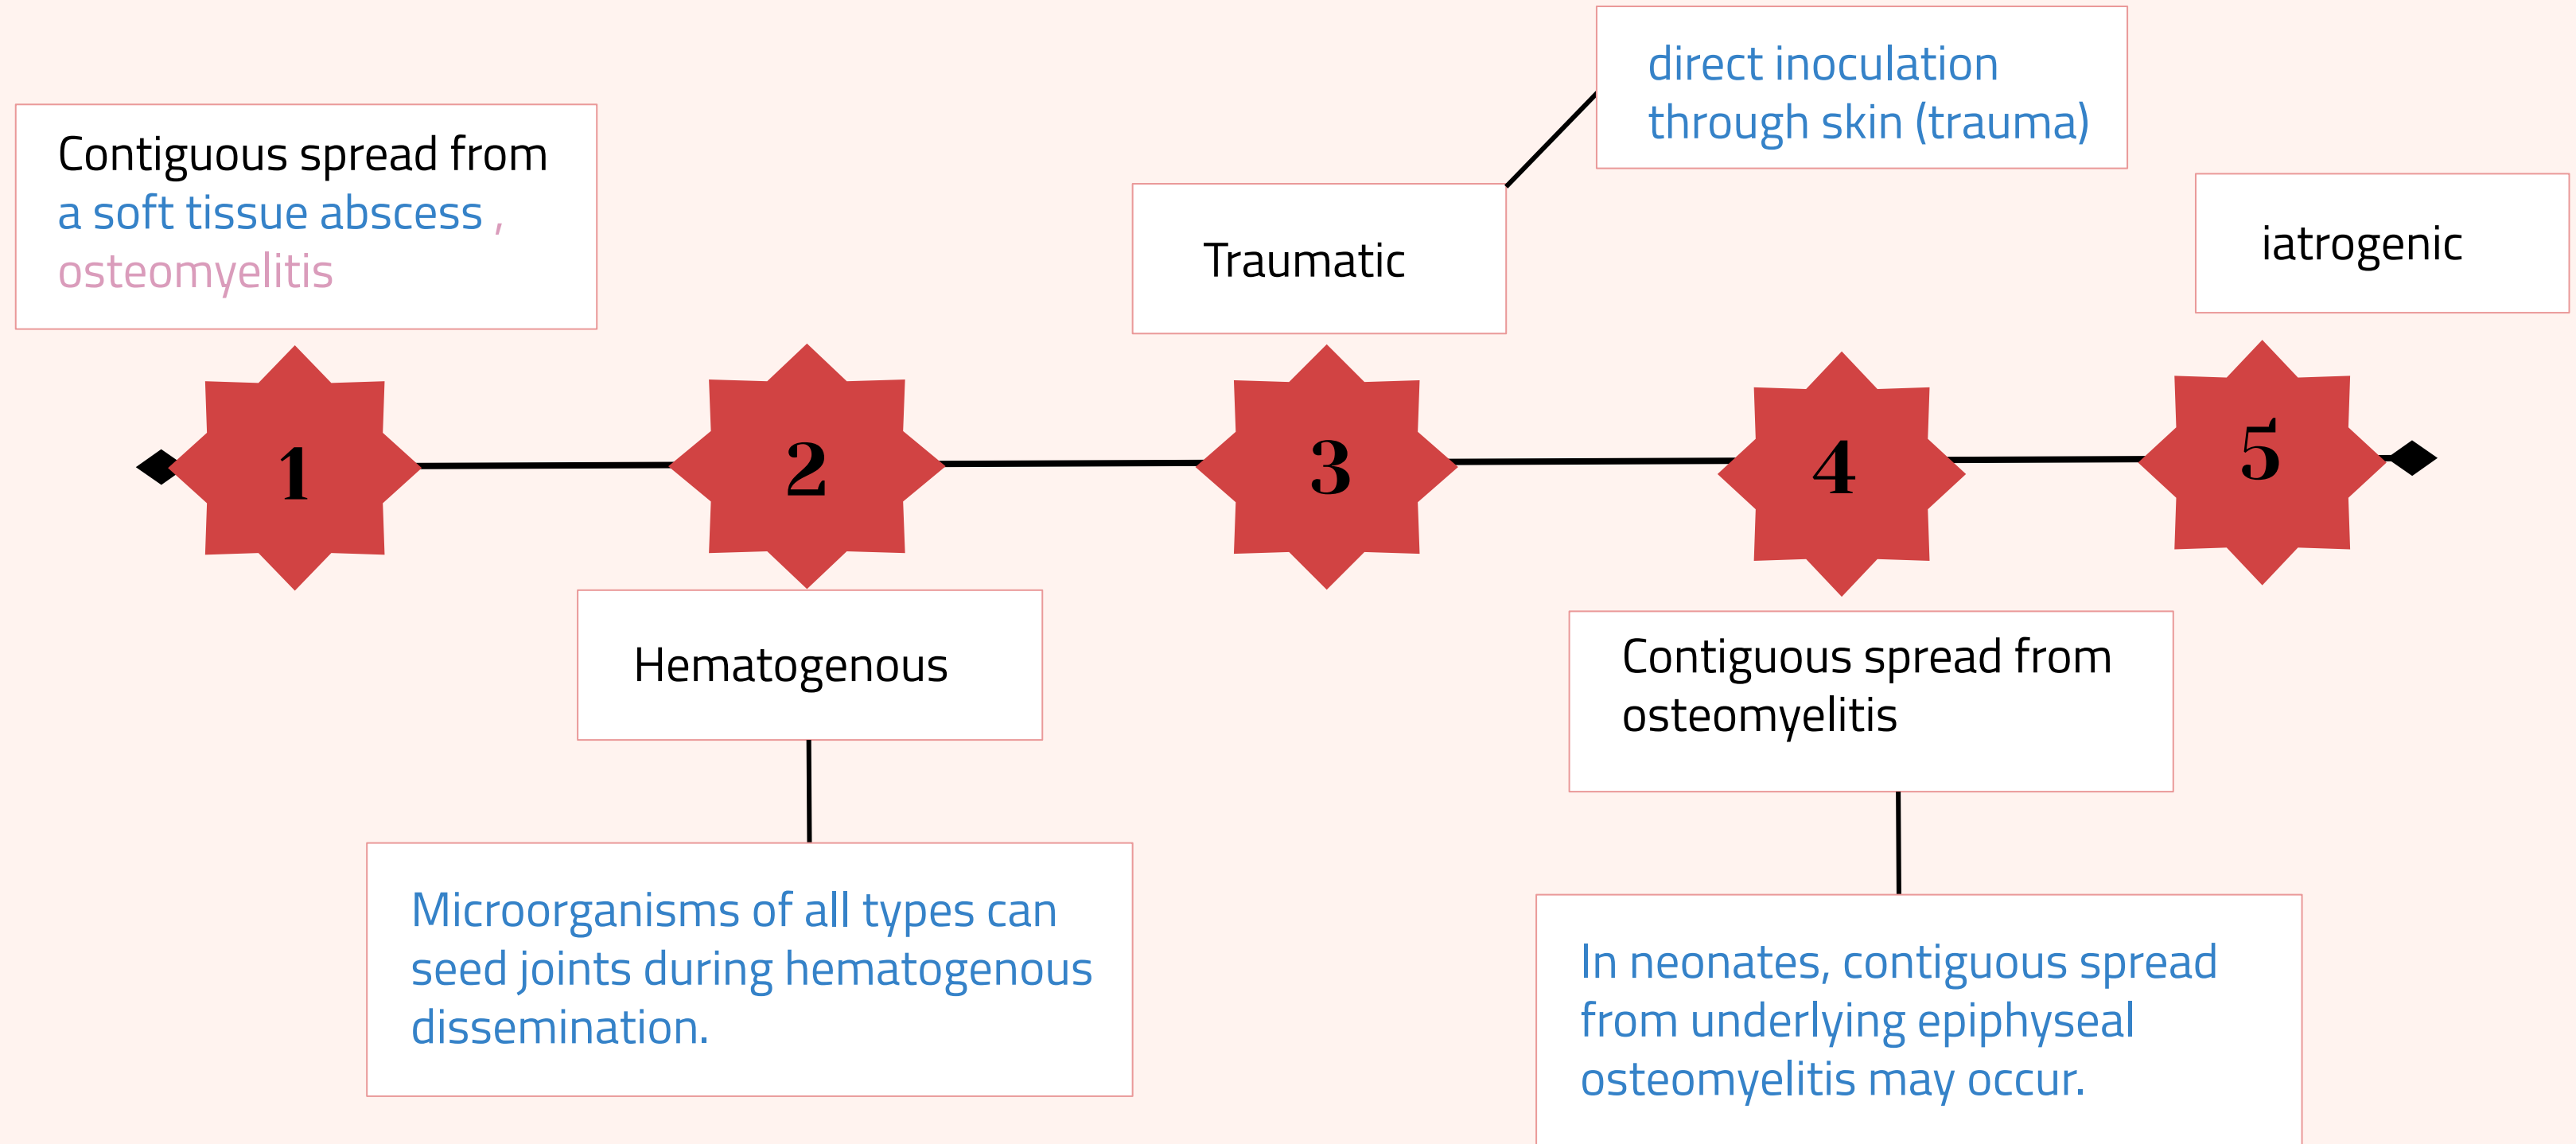 Contiguous spread from
a soft tissue abscess ,
osteomyelitis
1
2
Hematogenous
Microorganisms of all types can
seed joints during hematogenous
dissemination.
Traumatic
direct inoculation
through skin (trauma)
3
4
Contiguous spread from
osteomyelitis
In neonates, contiguous spread
from underlying epiphyseal
osteomyelitis may occur.
iatrogenic
5